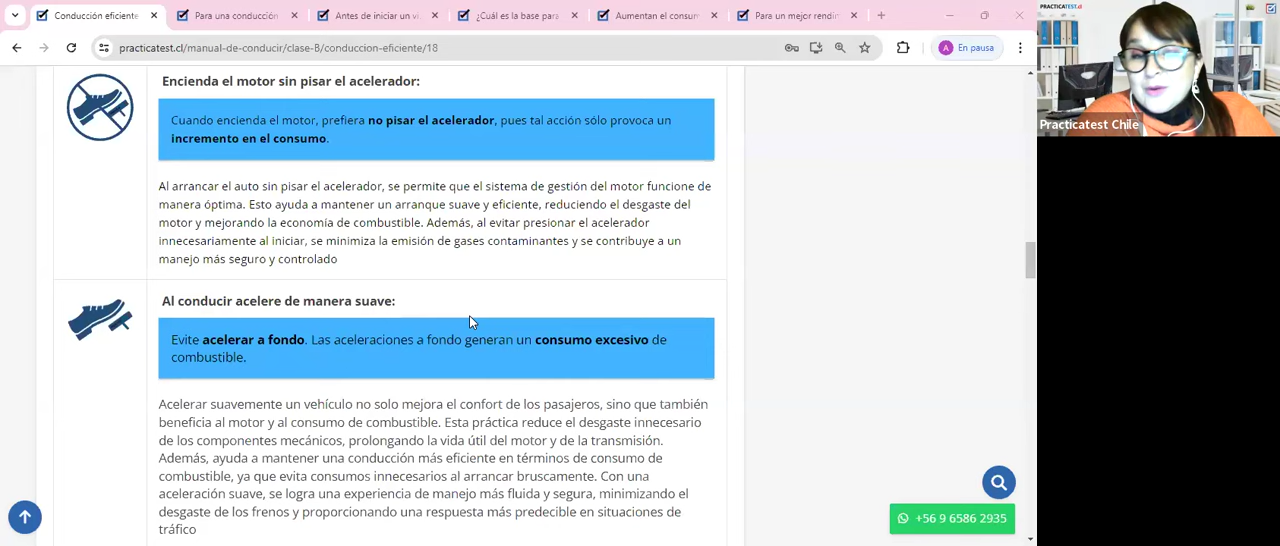 Conducción eficiente
Para una conducción
Antes de iniciar un vi
¿Cuál es la base para
Aumentan el consum
Para un mejor rendin
practicatest.cl/manual-de-conducir/clase-B/conduccion-eficiente/18
A
En pausa
PRACTICATEST.cl
Practicatest Chile
Encienda el motor sin pisar el acelerador:
Cuando encienda el motor, prefiera no pisar el acelerador, pues tal acción sólo provoca un
incremento en el consumo.
Al arrancar el auto sin pisar el acelerador, se permite que el sistema de gestión del motor funcione de
manera óptima. Esto ayuda a mantener un arranque suave y eficiente, reduciendo el desgaste del
motor y mejorando la economía de combustible. Además, al evitar presionar el acelerador
innecesariamente al iniciar, se minimiza la emisión de gases contaminantes y se contribuye a un
manejo más seguro y controlado
Al conducir acelere de manera suave:
Evite acelerar a fondo. Las aceleraciones a fondo generan un consumo excesivo de
combustible.
Acelerar suavemente un vehículo no solo mejora el confort de los pasajeros, sino que también
beneficia al motor y al consumo de combustible. Esta práctica reduce el desgaste innecesario
de los componentes mecánicos, prolongando la vida útil del motor y de la transmisión.
Además, ayuda a mantener una conducción más eficiente en términos de consumo de
combustible, ya que evita consumos innecesarios al arrancar bruscamente. Con una
aceleración suave, se logra una experiencia de manejo más fluida y segura, minimizando el
desgaste de los frenos y proporcionando una respuesta más predecible en situaciones de
tráfico
+56 9 6586 2935